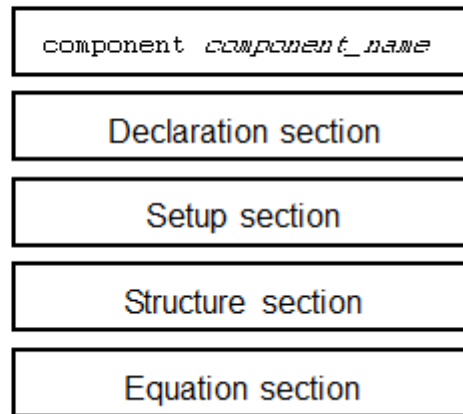 component component_name
Declaration section
Setup section
Structure section
Equation section